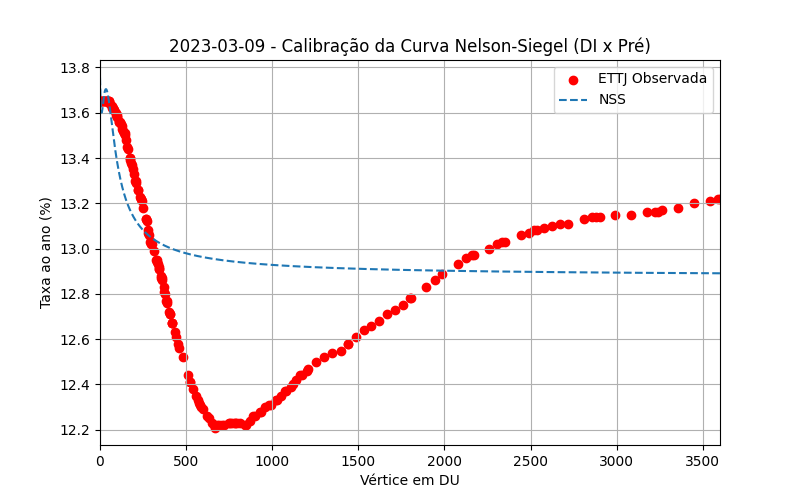 2023-03-09 - Calibração da Curva Nelson-Siegel (DI x Pré)
ETTJ Observada
NSS
Taxa ao ano (%)
13.8
13.6
13.4
13.2
13.0
12.8
12.6
12.4
12.2
0 500 1000 1500 2000 2500 3000 3500
Vértice em DU